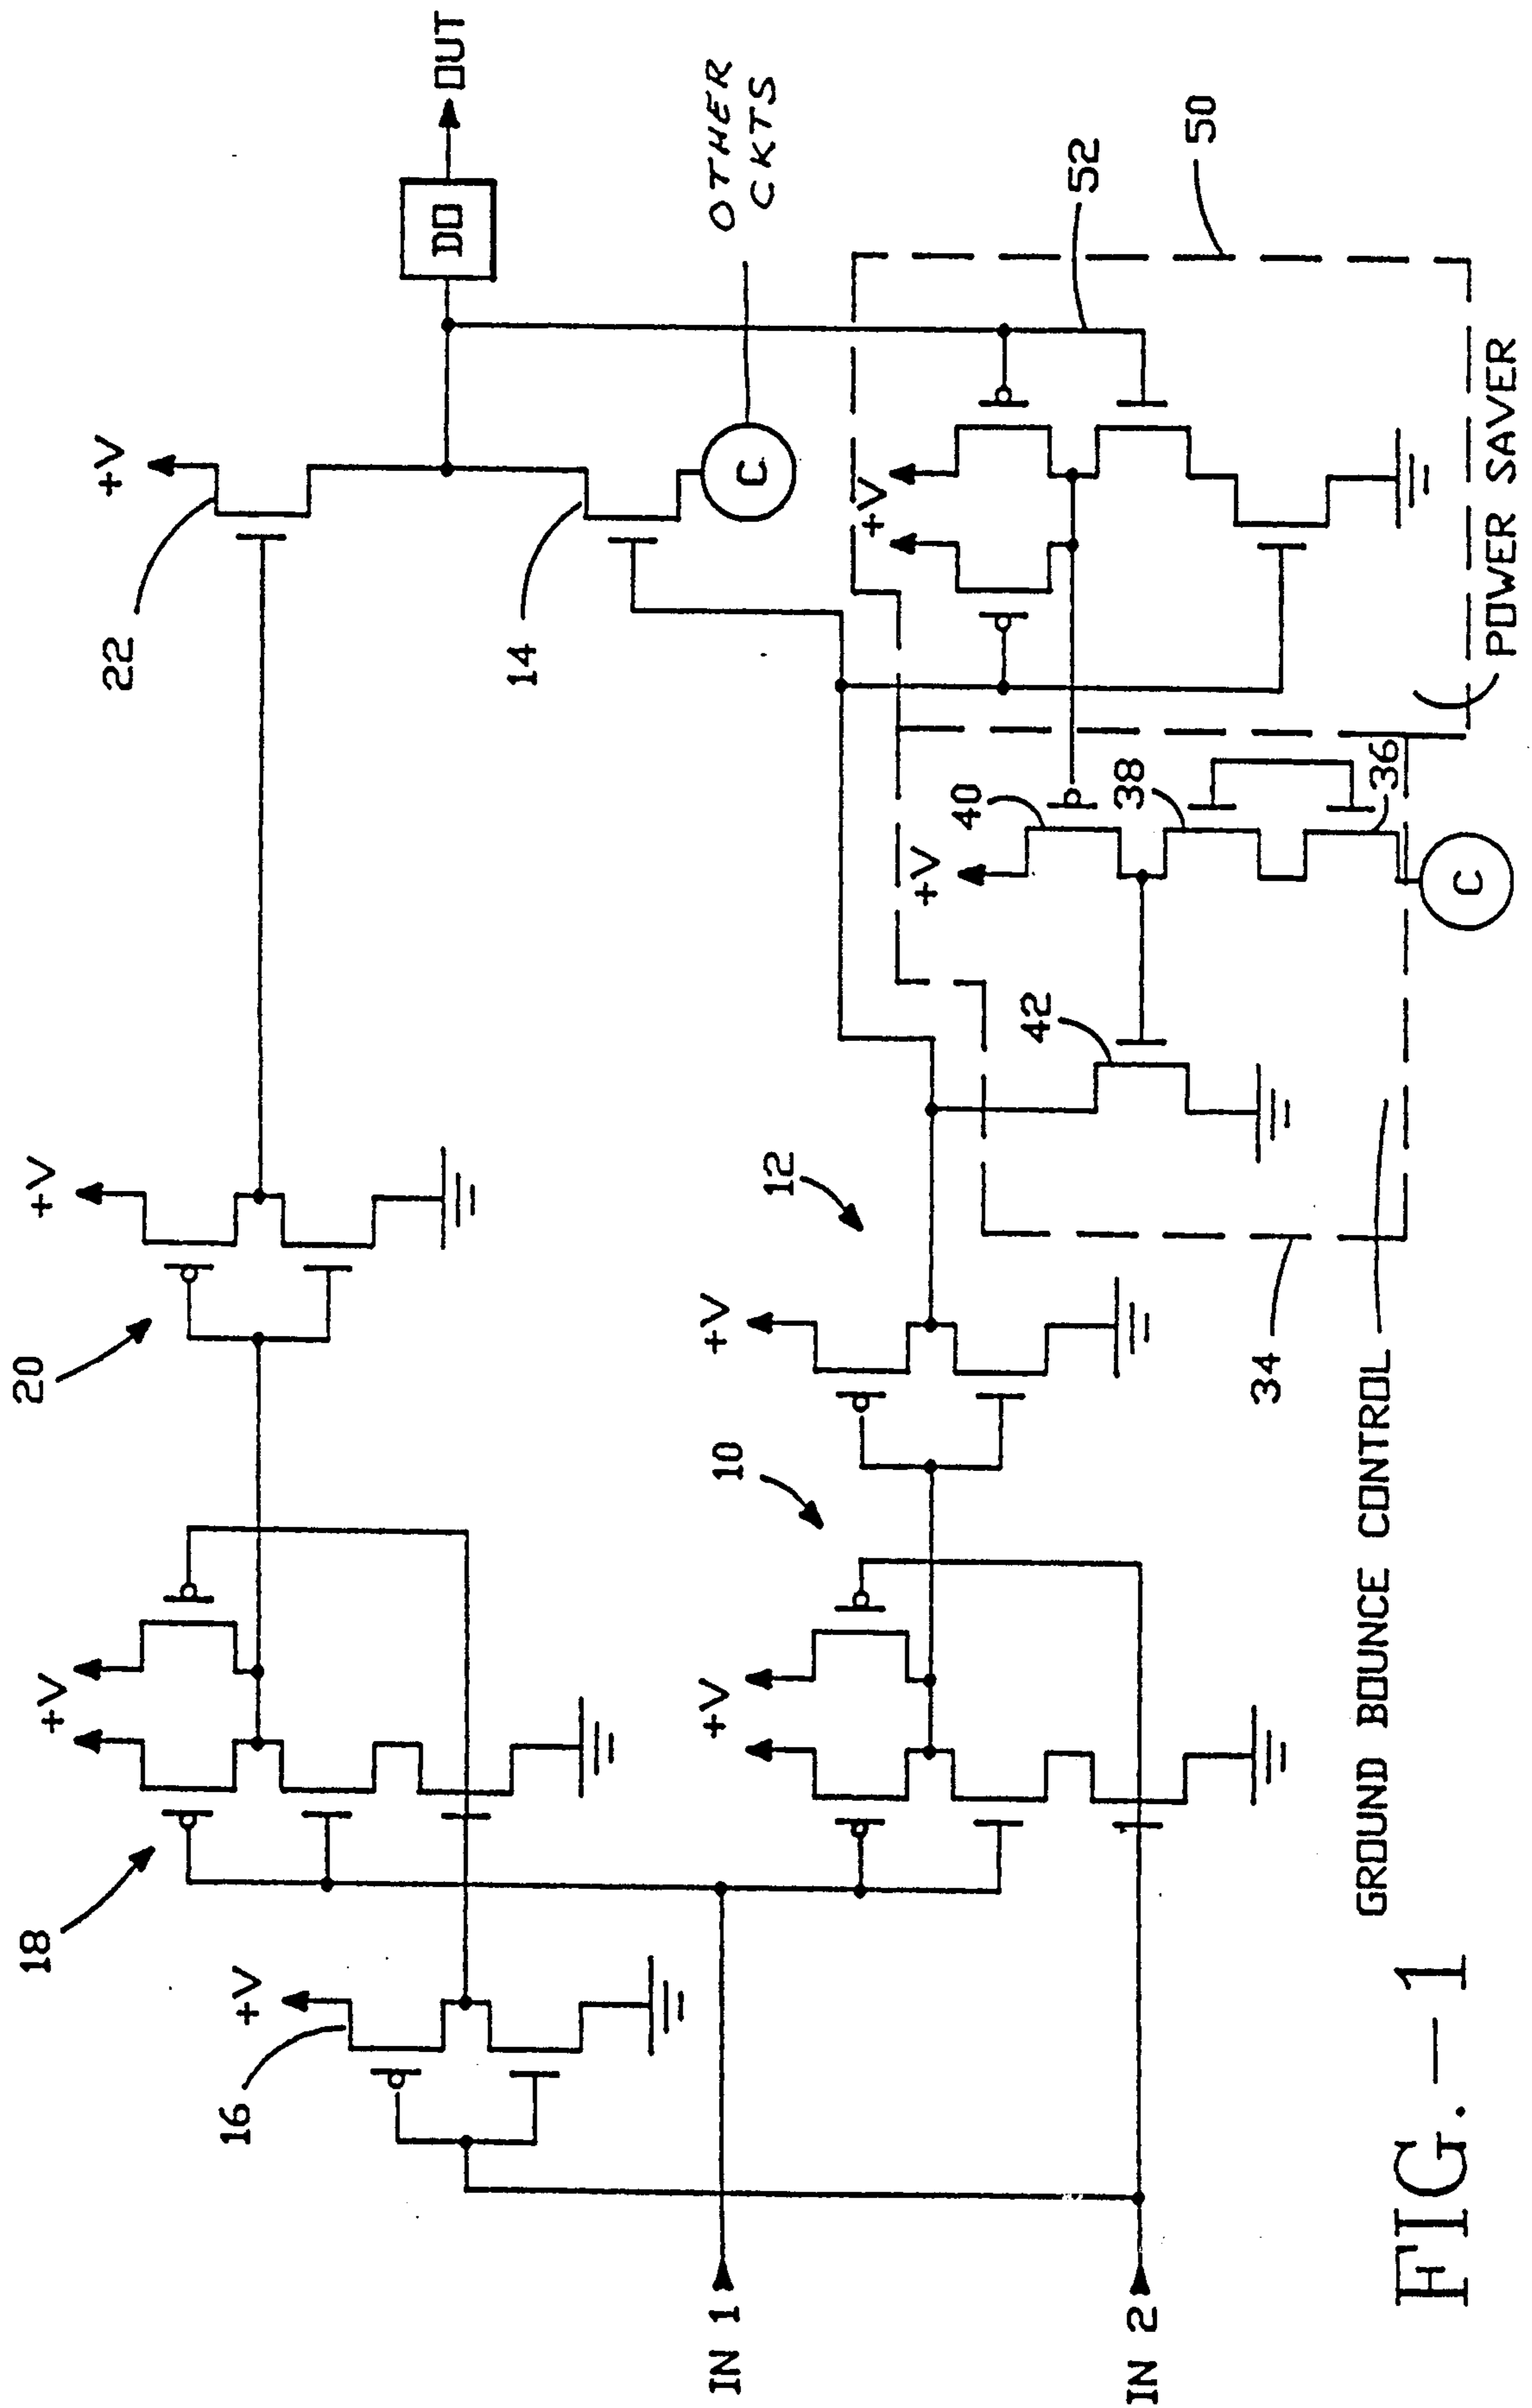 +V
+V
+V
20
22
18
OUT
DO
+V
16
14
OTHER
CKTS
C
+V
+V
12
10
IN 1
+V
+V
52
50
40
38
36
42
34
C
IN 2
POWER SAVER
GROUND BOUNCE CONTROL
FIG.-1